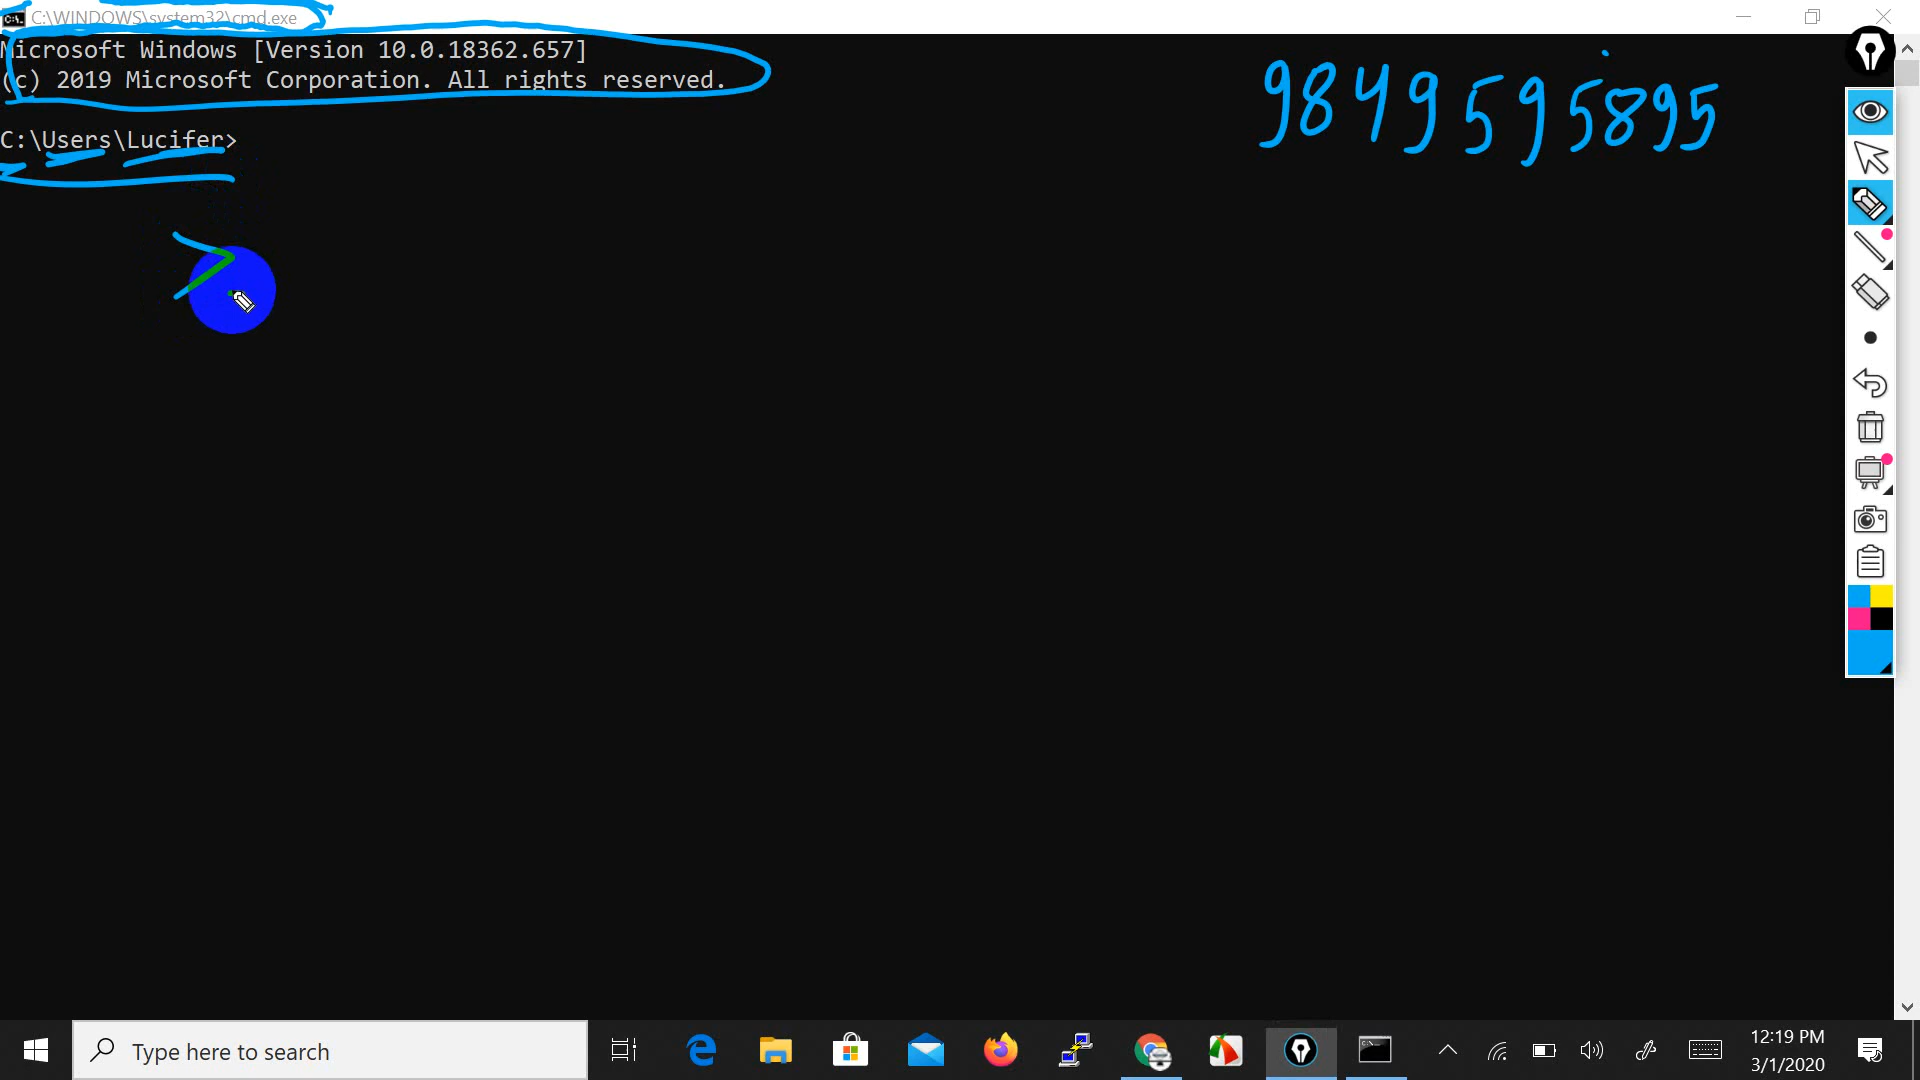 C:\WINDOWS\system32\cmd.exe
Microsoft Windows [Version 10.0.18362.657]
(c) 2019 Microsoft Corporation. All rights reserved.
9849595895
C:\Users\Lucifer>
>
Type here to search
12:19 PM
3/1/2020